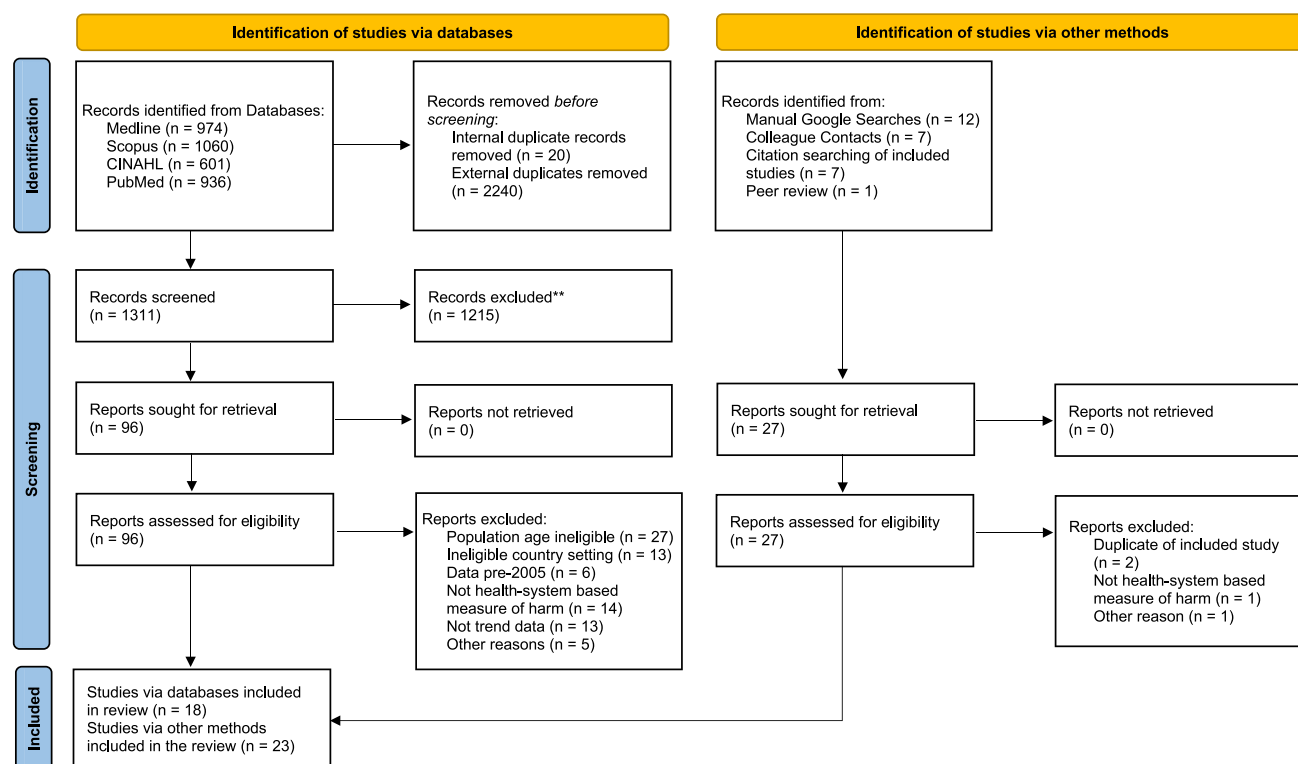 Identification of studies via databases
Identification of studies via other methods
Identification
Records identified from Databases:
Medline (n = 974)
Scopus (n = 1060)
CINAHL (n = 601)
PubMed (n = 936)
Records removed before
screening:
Internal duplicate records
removed (n = 20)
External duplicates removed
(n = 2240)
Records identified from:
Manual Google Searches (n = 12)
Colleague Contacts (n = 7)
Citation searching of included
studies (n = 7)
Peer review (n = 1)
Screening
Records screened
(n = 1311)
Records excluded**
(n = 1215)
Reports sought for retrieval
(n = 96)
Reports not retrieved
(n = 0)
Reports sought for retrieval
(n = 27)
Reports not retrieved
(n = 0)
Reports assessed for eligibility
(n = 96)
Reports excluded:
Population age ineligible (n = 27)
Ineligible country setting (n = 13)
Data pre-2005 (n = 6)
Not health-system based
measure of harm (n = 14)
Not trend data (n = 13)
Other reasons (n = 5)
Reports assessed for eligibility
(n = 27)
Reports excluded:
Duplicate of included study
(n = 2)
Not health-system based
measure of harm (n = 1)
Other reason (n = 1)
Included
Studies via databases included
in review (n = 18)
Studies via other methods
included in the review (n = 23)